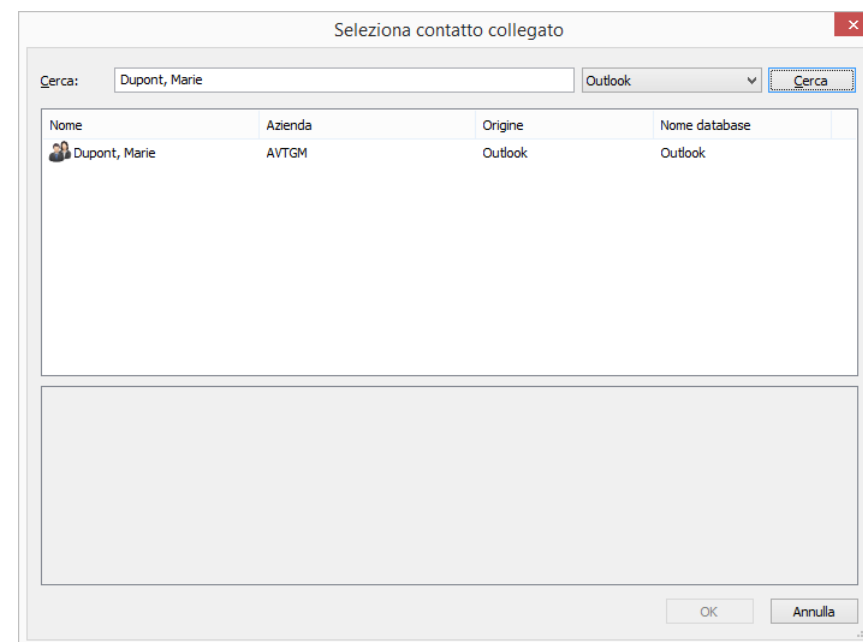 Seleziona contatto collegato
Cerca: Dupont, Marie Outlook Cerca
Nome Azienda Origine Nome database
Dupont, Marie AVTGM Outlook Outlook
OK Annulla